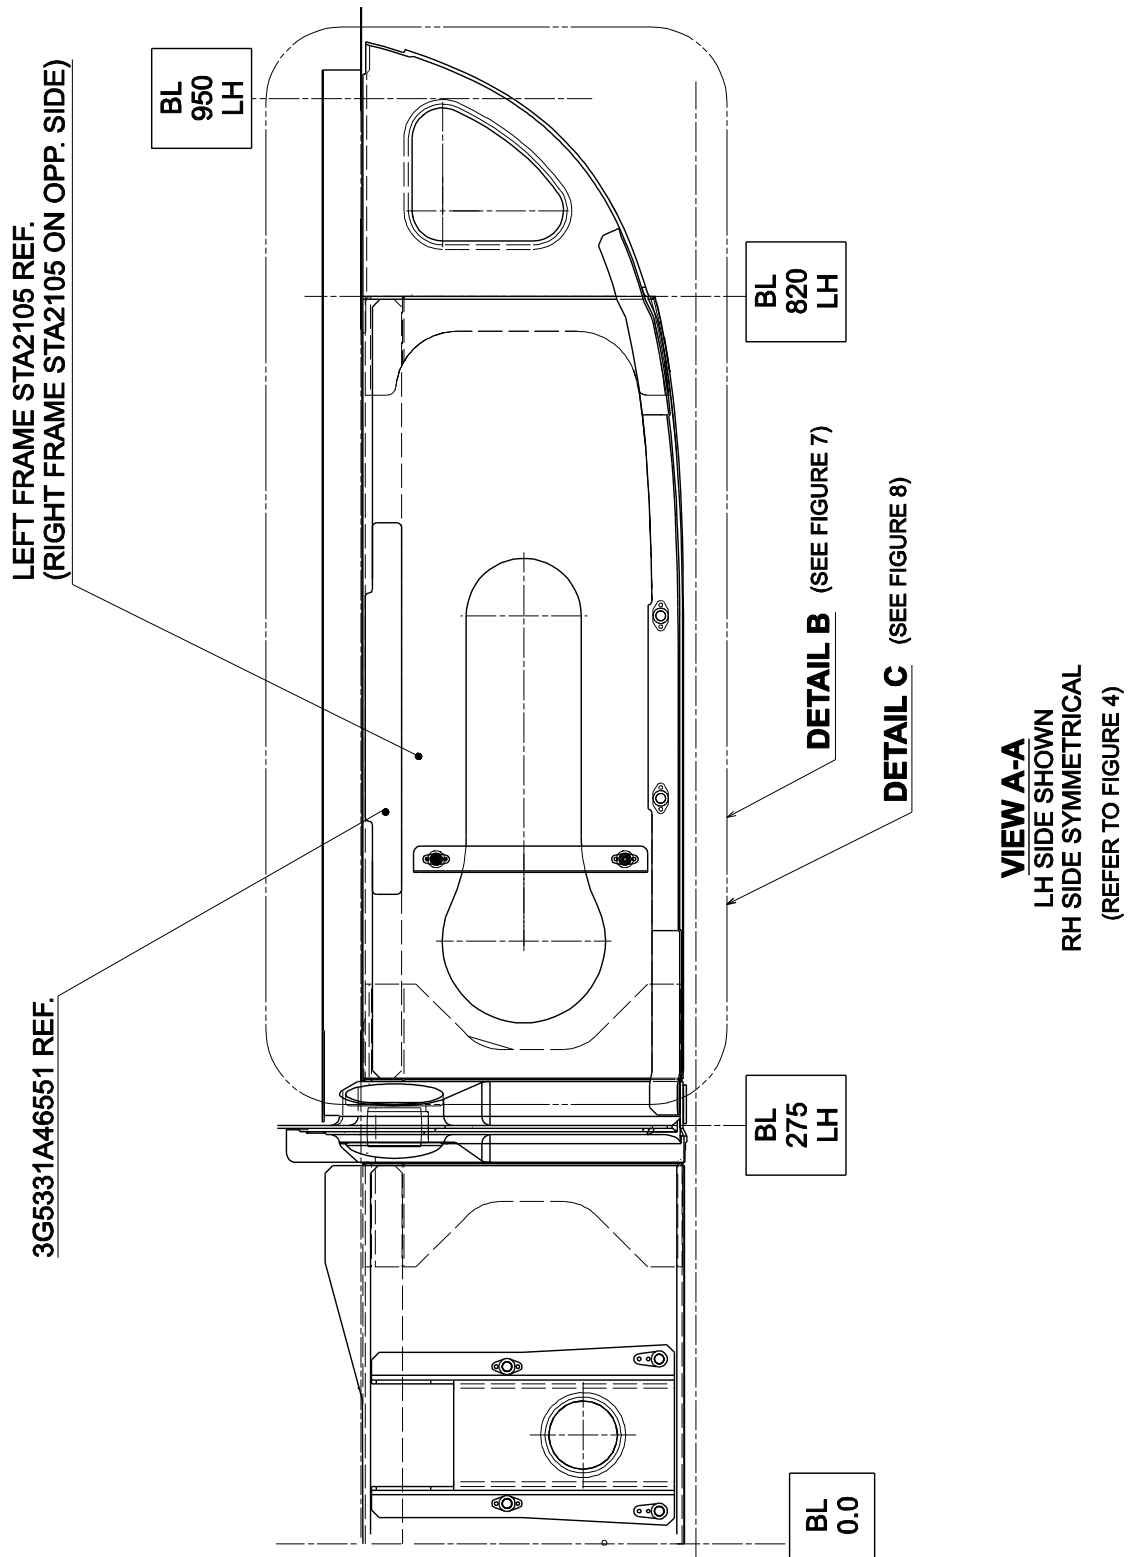 LEFT FRAME STA2105 REF.
(RIGHT FRAME STA2105 ON OPP. SIDE)
3G5331A46551 REF.
BL
950
LH
BL
820
LH
BL
275
LH
BL
0.0
DETAIL B (SEE FIGURE 7)
DETAIL C (SEE FIGURE 8)
VIEW A-A
LH SIDE SHOWN
RH SIDE SYMMETRICAL
(REFER TO FIGURE 4)